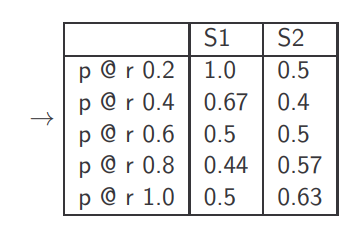 S1 S2
p @ r 0.2 1.0 0.5
p @ r 0.4 0.67 0.4
→ p @ r 0.6 0.5 0.5
p @ r 0.8 0.44 0.57
p @ r 1.0 0.5 0.63